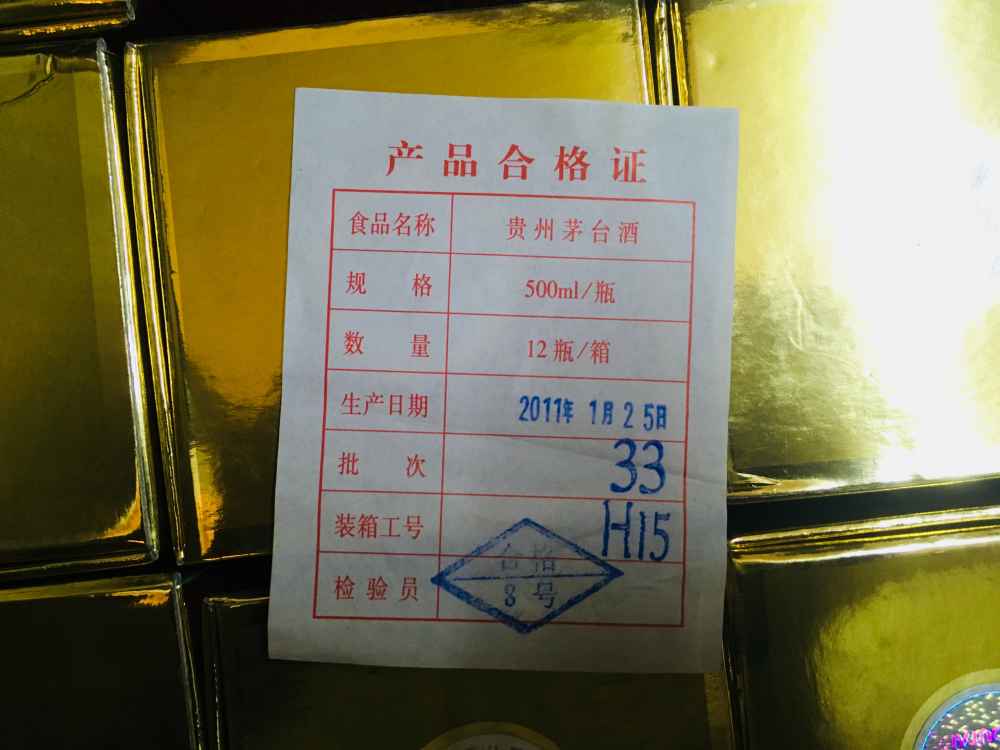 产品合格证
食品名称 贵州茅台酒
规格 500ml/瓶
数量 12瓶/箱
生产日期 2011年 1月25日
批次 33
装箱工号 H15
检验员 合格
8号